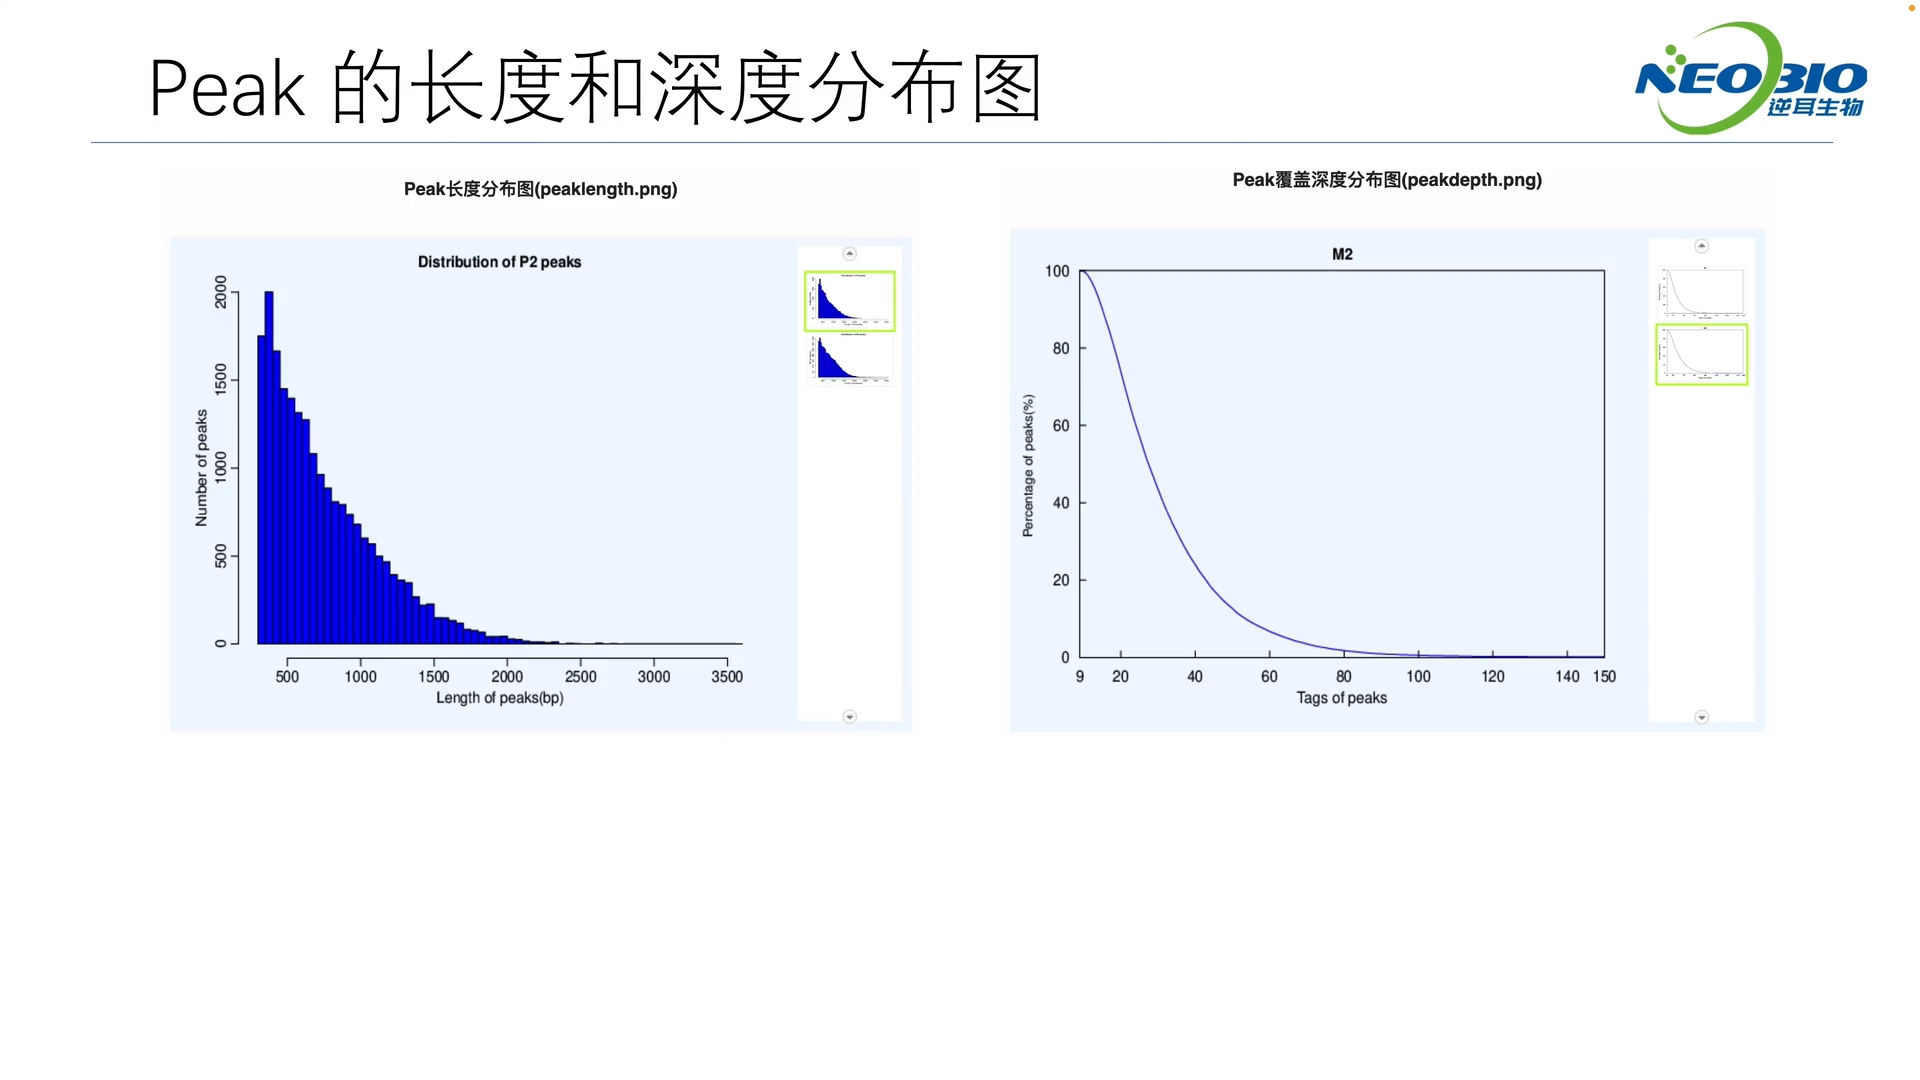 Peak 的长度和深度分布图
NEOBIO
逆耳生物
Peak长度分布图(peaklength.png)
Distribution of P2 peaks
Number of peaks
2000
1500
1000
500
0
500 1000 1500 2000 2500 3000 3500
Length of peaks(bp)
Peak覆盖深度分布图(peakdepth.png)
M2
Percentage of peaks(%)
100
80
60
40
20
0
9 20 40 60 80 100 120 140 150
Tags of peaks